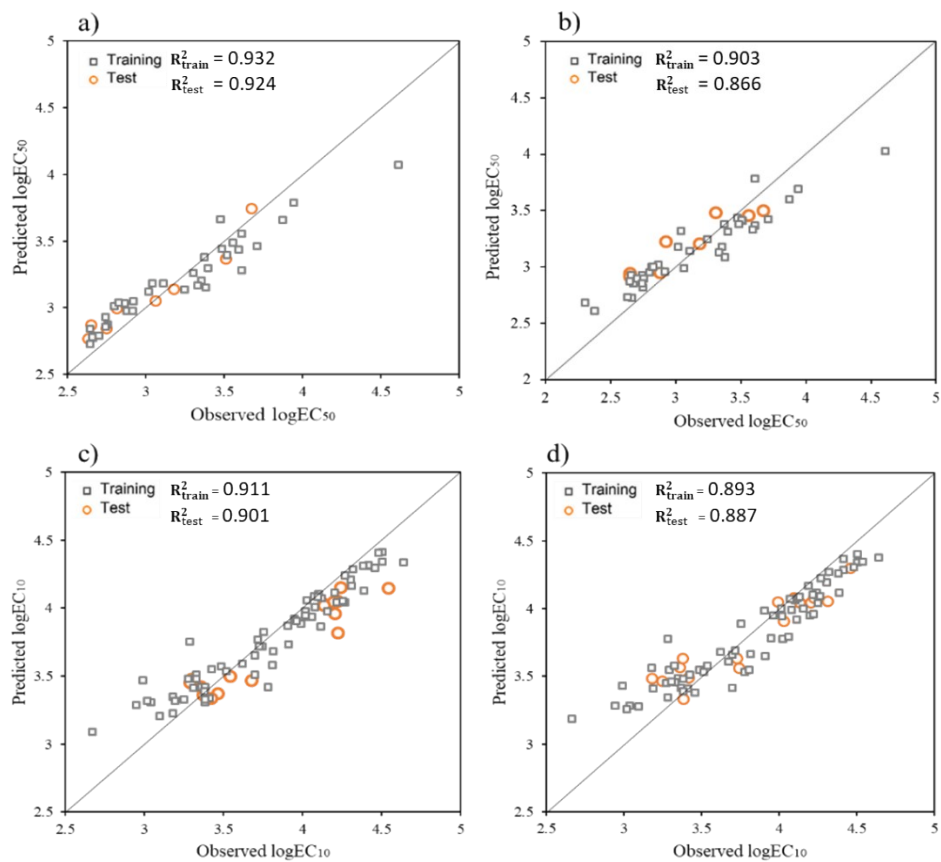 a)
Training R²train = 0.932
Test R²test = 0.924
5
4.5
4
3.5
3
2.5
Predicted logEC50
2.5 3 3.5 4 4.5 5
Observed logEC50
b)
Training R²train = 0.903
Test R²test = 0.866
5
4.5
4
3.5
3
2.5
2
Predicted logEC50
2 2.5 3 3.5 4 4.5 5
Observed logEC50
c)
Training R²train = 0.911
Test R²test = 0.901
5
4.5
4
3.5
3
2.5
Predicted logEC10
2.5 3 3.5 4 4.5 5
Observed logEC10
d)
Training R²train = 0.893
Test R²test = 0.887
5
4.5
4
3.5
3
2.5
Predicted logEC10
2.5 3 3.5 4 4.5 5
Observed logEC10